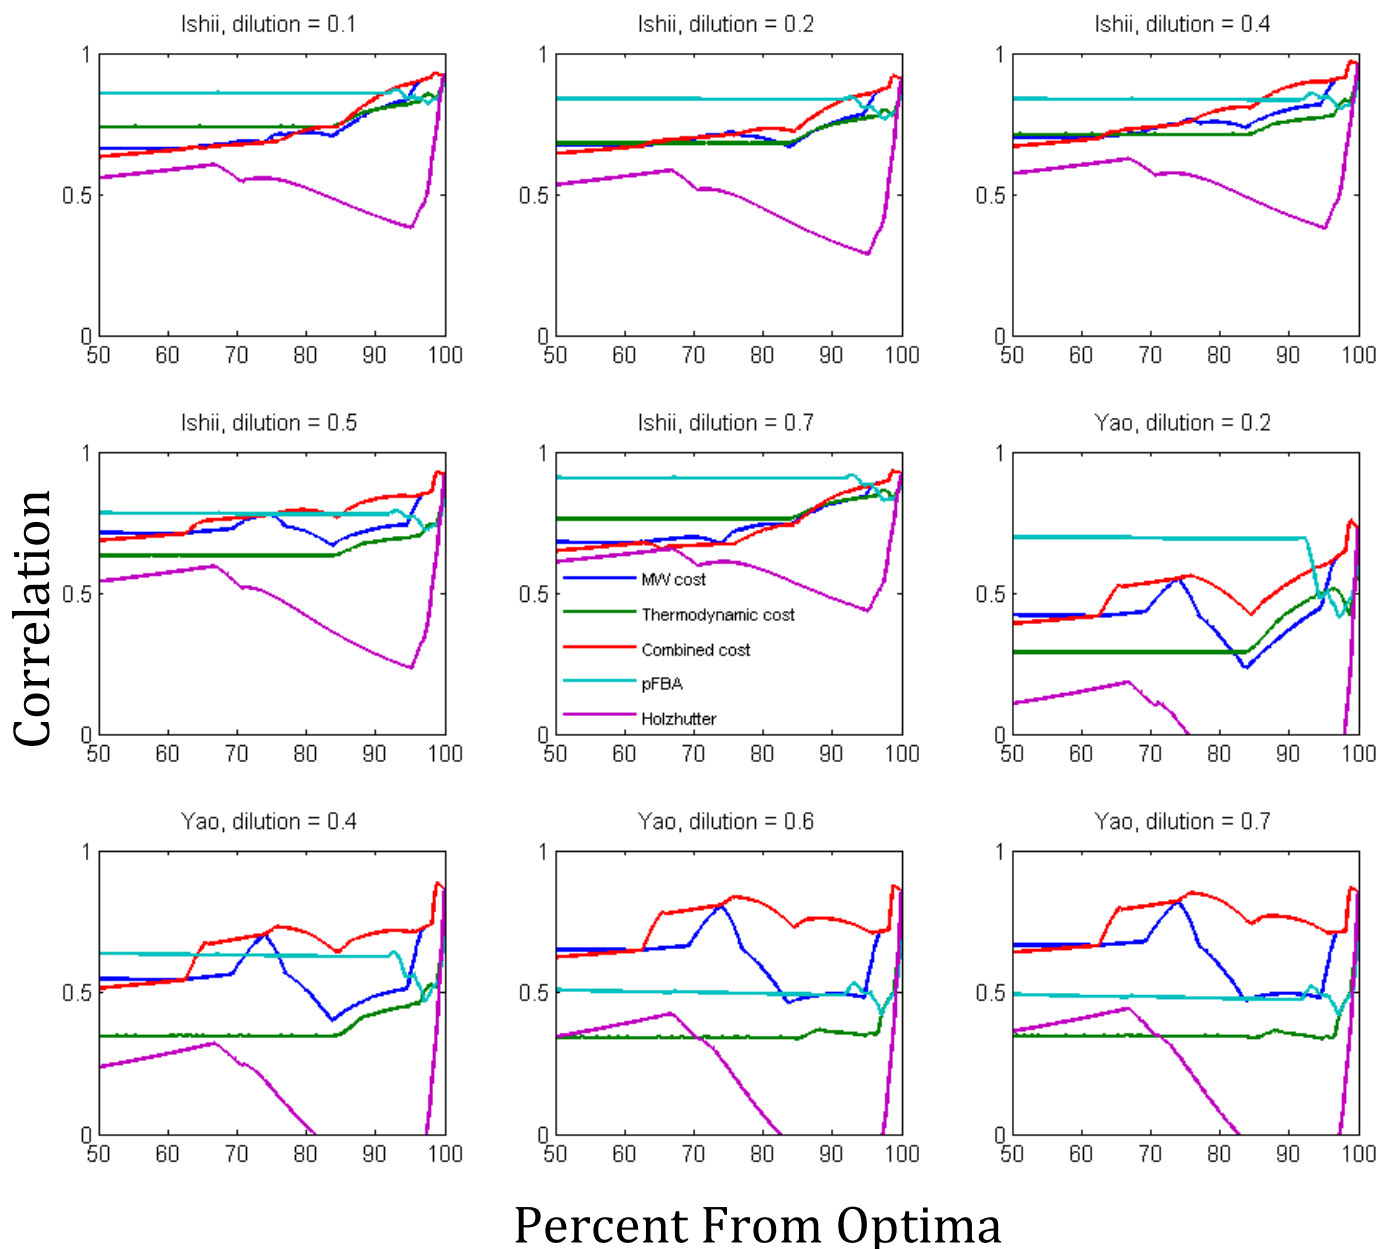 Ishii, dilution = 0.1
Ishii, dilution = 0.2
Ishii, dilution = 0.4
1
0.5
0
50 60 70 80 90 100
1
0.5
0
50 60 70 80 90 100
1
0.5
0
50 60 70 80 90 100
Ishii, dilution = 0.5
Ishii, dilution = 0.7
Yao, dilution = 0.2
1
0.5
0
50 60 70 80 90 100
1
0.5
0
MW cost
Thermodynamic cost
Combined cost
pFBA
Holzhutter
50 60 70 80 90 100
1
0.5
0
50 60 70 80 90 100
Correlation
Yao, dilution = 0.4
Yao, dilution = 0.6
Yao, dilution = 0.7
1
0.5
0
50 60 70 80 90 100
1
0.5
0
50 60 70 80 90 100
1
0.5
0
50 60 70 80 90 100
Percent From Optima